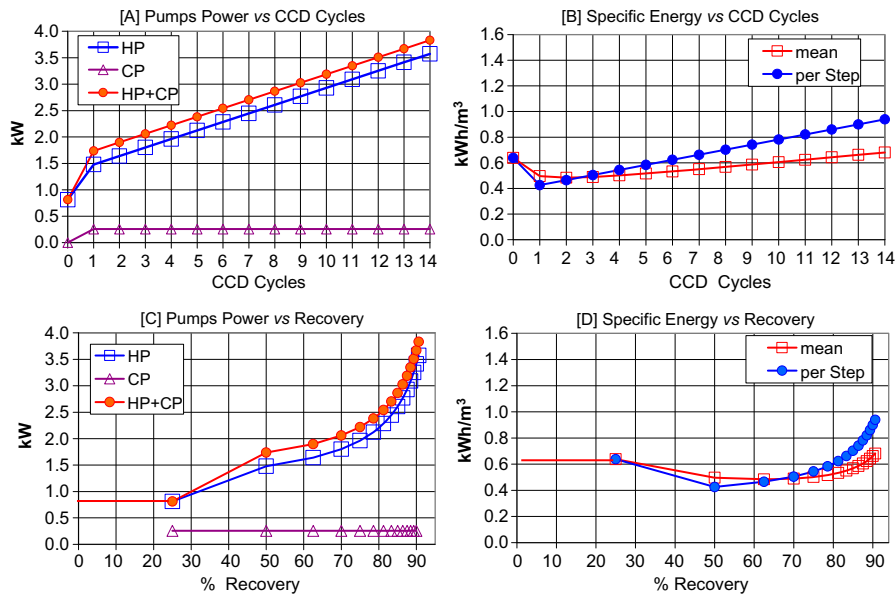 [A] Pumps Power vs CCD Cycles
4.0
3.5
3.0
2.5
2.0
1.5
1.0
0.5
0.0
kW
HP
CP
HP+CP
0 1 2 3 4 5 6 7 8 9 10 11 12 13 14
CCD Cycles
[B] Specific Energy vs CCD Cycles
1.6
1.4
1.2
1.0
0.8
0.6
0.4
0.2
0.0
kWh/m³
mean
per Step
0 1 2 3 4 5 6 7 8 9 10 11 12 13 14
CCD Cycles
[C] Pumps Power vs Recovery
4.0
3.5
3.0
2.5
2.0
1.5
1.0
0.5
0.0
kW
HP
CP
HP+CP
0 10 20 30 40 50 60 70 80 90
% Recovery
[D] Specific Energy vs Recovery
1.6
1.4
1.2
1.0
0.8
0.6
0.4
0.2
0.0
kWh/m³
mean
per Step
0 10 20 30 40 50 60 70 80 90
% Recovery